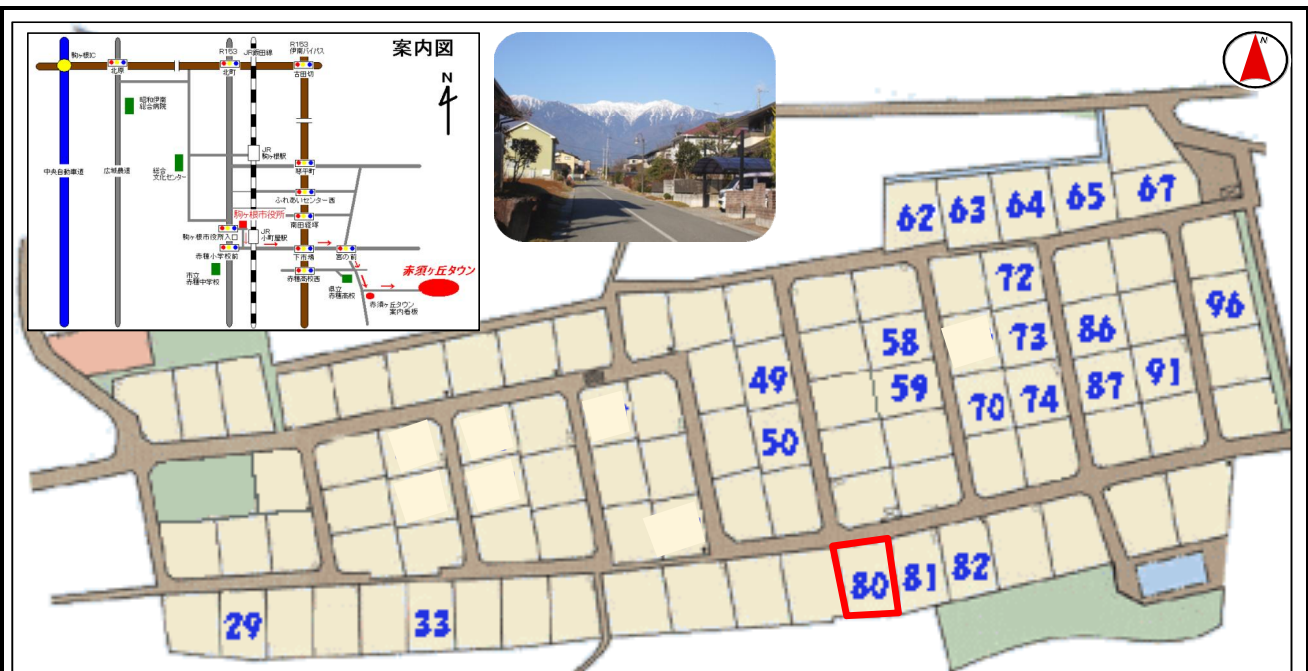 案内図
N
駒ヶ根IC
北原
R153
北町
JR飯田線
R153
伊南バイパス
古田切
昭和伊南
総合病院
中央自動車道
広域農道
総合
文化センター
JR
駒ヶ根駅
琴平町
ふれあいセンター西
駒ヶ根市役所
南田経塚
駒ヶ根市役所入口
JR
小町屋駅
赤穂小学校前
下市場
宮の前
市立
赤穂中学校
赤穂高校西
県立
赤穂高校
赤須ヶ丘タウン
赤須ヶ丘タウン
案内看板
N
62
63
64
65
67
72
96
58
73
86
49
59
70
74
87
91
50
80
81
82
29
33